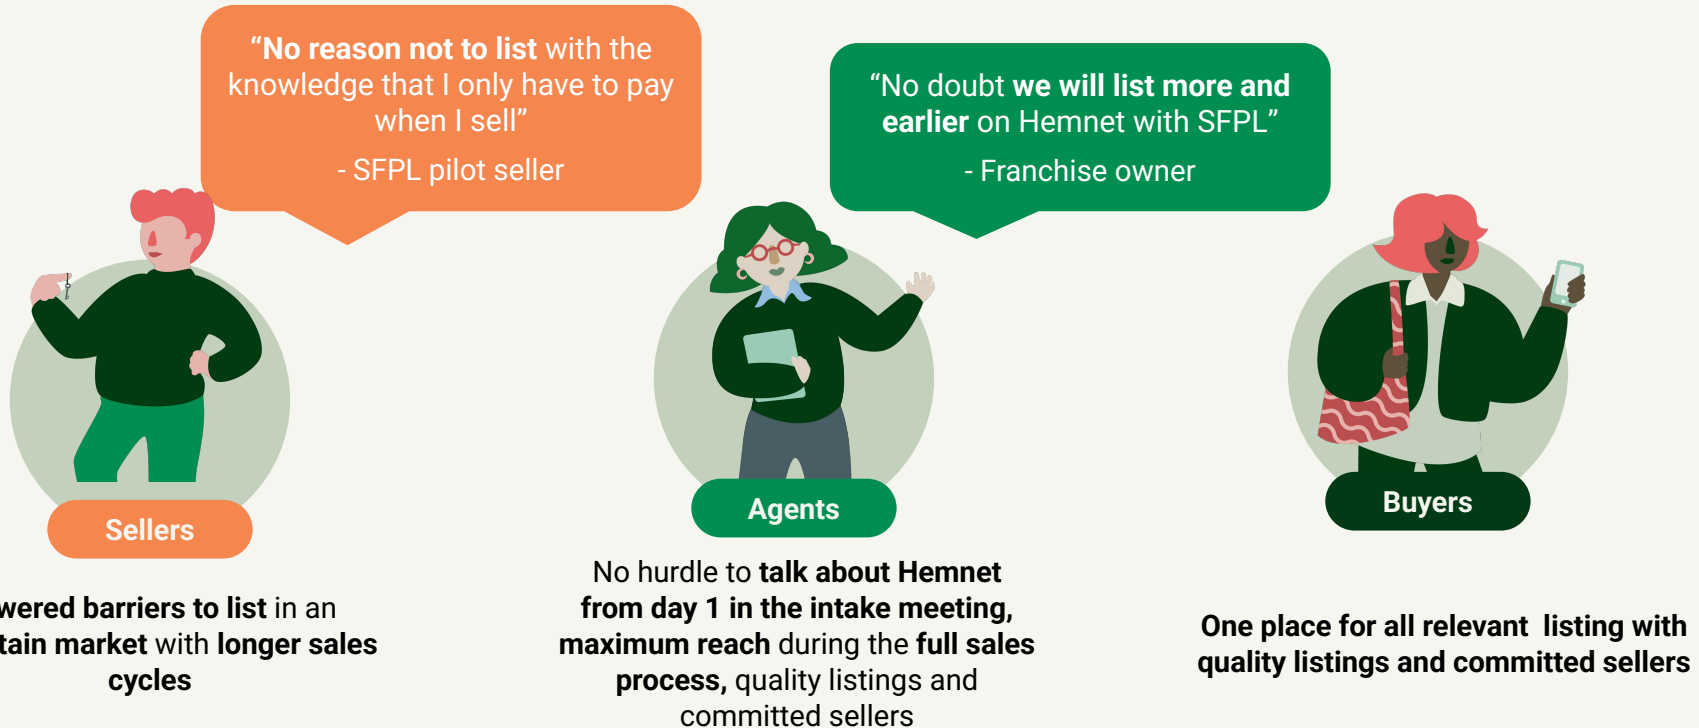 “No reason not to list with the
knowledge that I only have to pay
when I sell”
- SFPL pilot seller
“No doubt we will list more and
earlier on Hemnet with SFPL”
- Franchise owner
Sellers
wered barriers to list in an
tain market with longer sales
cycles
Agents
No hurdle to talk about Hemnet
from day 1 in the intake meeting,
maximum reach during the full sales
process, quality listings and
committed sellers
Buyers
One place for all relevant listing with
quality listings and committed sellers